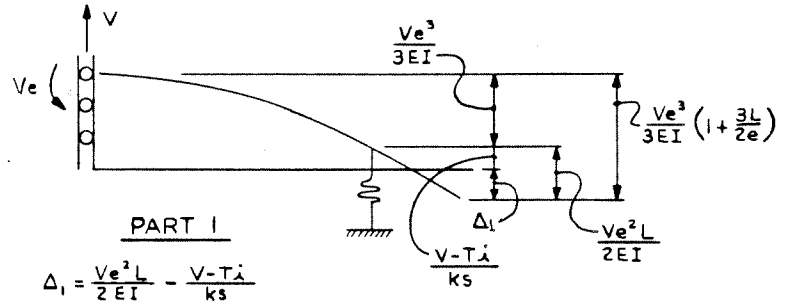 V
Ve
Ve³/3EI
Ve³/3EI (1 + 3L/2e)
Δ₁
Ve²L/2EI
V-Ti/ks
PART 1
Δ₁ = Ve²L/2EI - V-Ti/ks